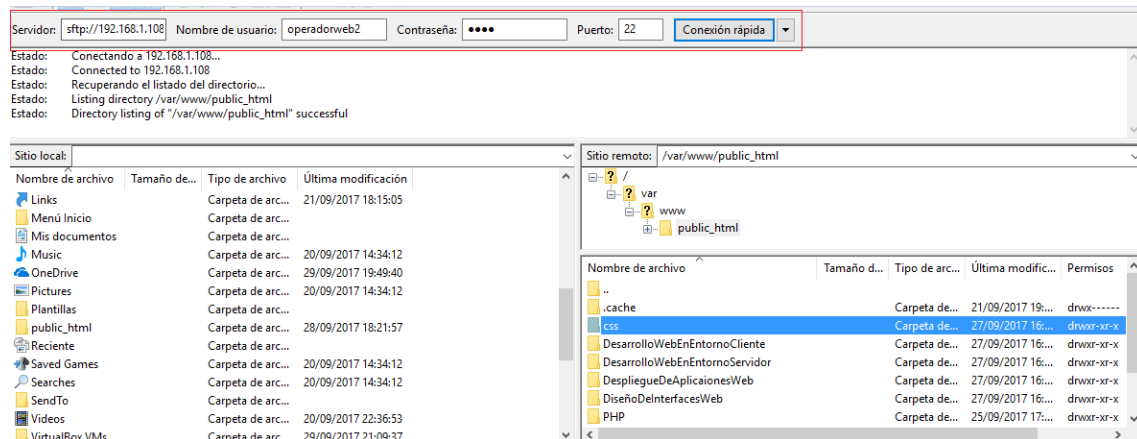 Servidor: sftp://192.168.1.108 Nombre de usuario: operadorweb2 Contraseña: ●●●● Puerto: 22 Conexión rápida
Estado: Conectando a 192.168.1.108...
Estado: Connected to 192.168.1.108
Estado: Recuperando el listado del directorio...
Estado: Listing directory /var/www/public_html
Estado: Directory listing of "/var/www/public_html" successful
Sitio local:
Nombre de archivo Tamaño de... Tipo de archivo Última modificación
Links Carpeta de arc... 21/09/2017 18:15:05
Menú Inicio Carpeta de arc...
Mis documentos Carpeta de arc...
Music Carpeta de arc... 20/09/2017 14:34:12
OneDrive Carpeta de arc... 29/09/2017 19:49:40
Pictures Carpeta de arc... 20/09/2017 14:34:12
Plantillas Carpeta de arc...
public_html Carpeta de arc... 28/09/2017 18:21:57
Reciente Carpeta de arc...
Saved Games Carpeta de arc... 20/09/2017 14:34:12
Searches Carpeta de arc... 20/09/2017 14:34:12
SendTo Carpeta de arc...
Videos Carpeta de arc... 20/09/2017 22:36:53
VirtualBox VMs Carpeta de arc... 29/09/2017 21:09:37
Sitio remoto: /var/www/public_html
/
var
www
public_html
Nombre de archivo Tamaño d... Tipo de arc... Última modific... Permisos
..
.cache Carpeta de... 21/09/2017 19:... drwx------
css Carpeta de... 27/09/2017 16:... drwxr-xr-x
DesarrolloWebEnEntornoCliente Carpeta de... 27/09/2017 16:... drwxr-xr-x
DesarrolloWebEnEntornoServidor Carpeta de... 27/09/2017 16:... drwxr-xr-x
DespliegueDeAplicaionesWeb Carpeta de... 27/09/2017 16:... drwxr-xr-x
DiseñoDeInterfacesWeb Carpeta de... 27/09/2017 16:... drwxr-xr-x
PHP Carpeta de... 25/09/2017 17:... drwxr-xr-x